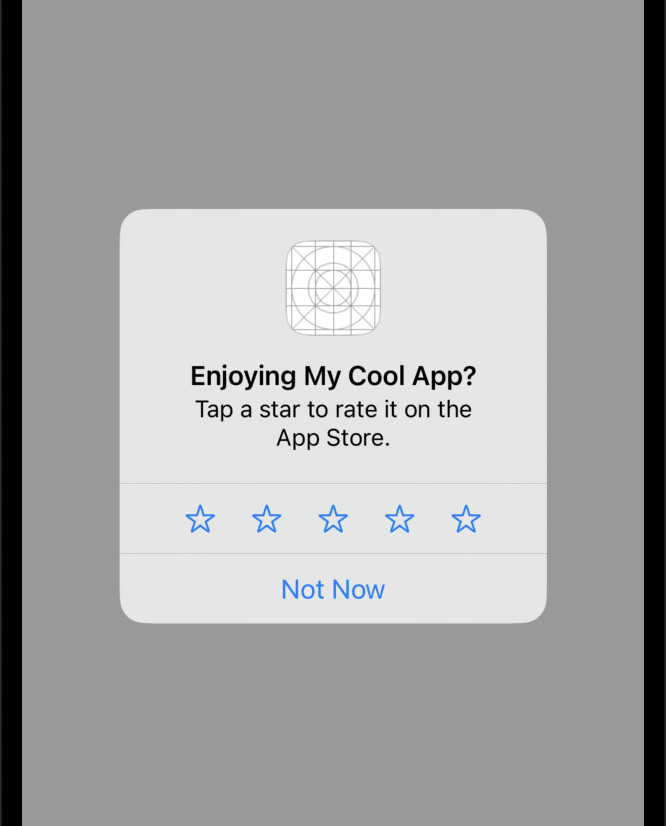 Enjoying My Cool App?
Tap a star to rate it on the
App Store.
Not Now